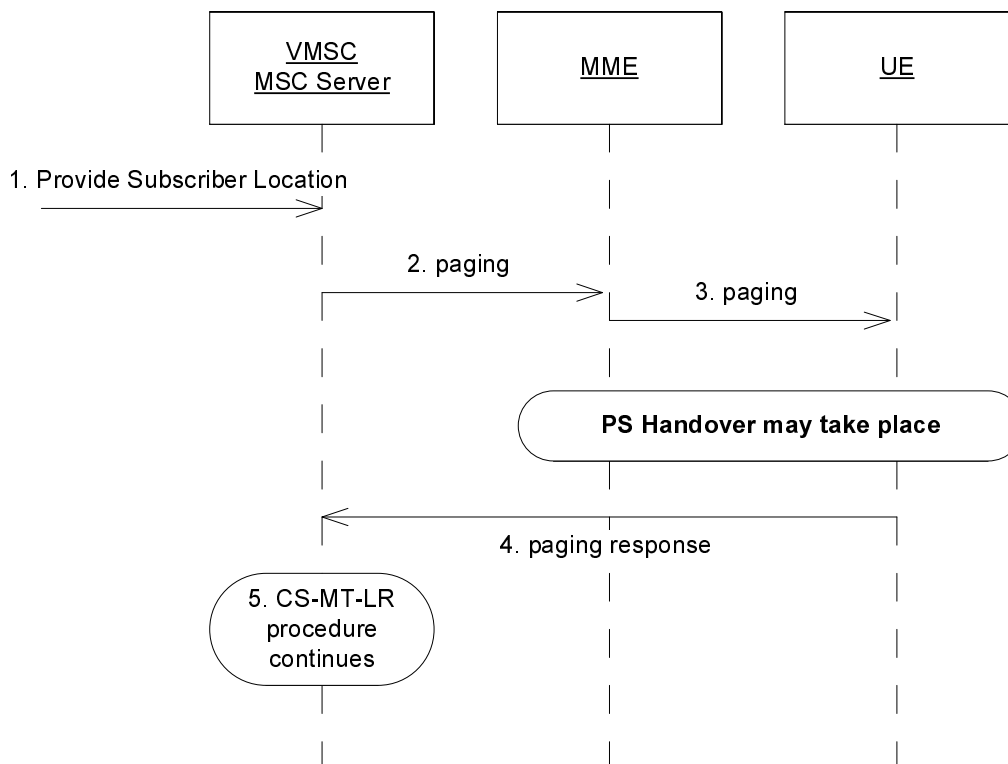 VMSC
MSC Server
MME
UE
1. Provide Subscriber Location
2. paging
3. paging
PS Handover may take place
4. paging response
5. CS-MT-LR
procedure
continues